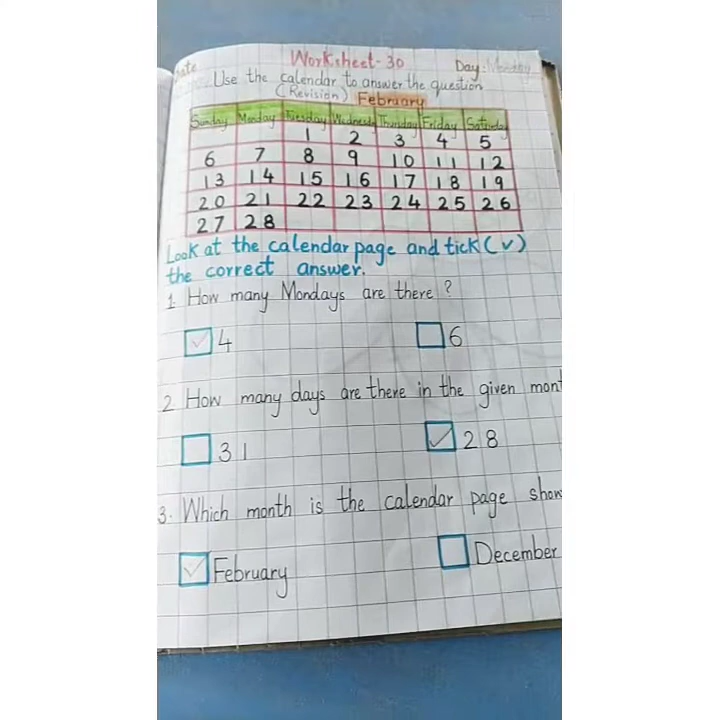 Worksheet-30
Date
Day: Monday
Use the calendar to answer the question
(Revision) February
Sunday Monday Tuesday Wednesda Thursday Friday Saturday
1 2 3 4 5
6 7 8 9 10 11 12
13 14 15 16 17 18 19
20 21 22 23 24 25 26
27 28
Look at the calendar page and tick (✓)
the correct answer.
1. How many Mondays are there?
✓ 4 6
2 How many days are there in the given mont
31 ✓ 28
3. Which month is the calendar page show
✓ February December